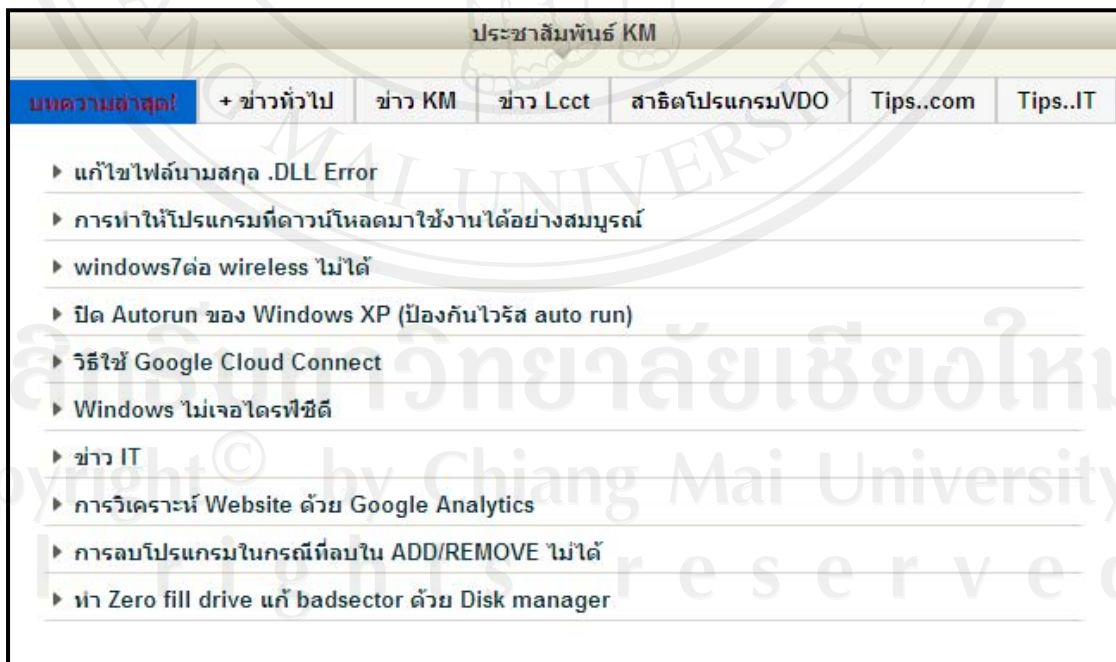 ประชาสัมพันธ์ KM
บทความล่าสุด! + ข่าวทั่วไป ข่าว KM ข่าว Lcct สาธิตโปรแกรมVDO Tips..com Tips..IT
แก้ไขไฟล์นามสกุล .DLL Error
การทำให้โปรแกรมที่ดาวน์โหลดมาใช้งานได้อย่างสมบูรณ์
windows7ต่อ wireless ไม่ได้
ปิด Autorun ของ Windows XP (ป้องกันไวรัส auto run)
วิธีใช้ Google Cloud Connect
Windows ไม่เจอไดรฟ์ซีดี
ข่าว IT
การวิเคราะห์ Website ด้วย Google Analytics
การลบโปรแกรมในกรณีที่ลบใน ADD/REMOVE ไม่ได้
ทำ Zero fill drive แก้ badsector ด้วย Disk manager
MAI UNIVERSITY
สิทธิ์มหาวิทยาลัยเชียงใหม่
© by Chiang Mai University
rights reserved